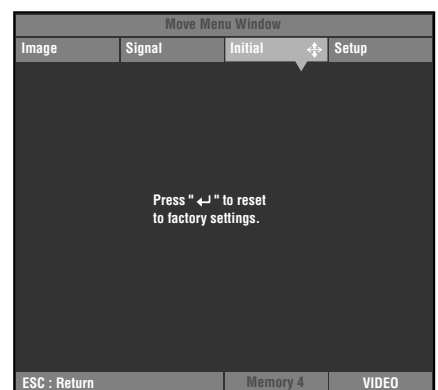 Move Menu Window
Image Signal Initial Setup
Press "↵" to reset
to factory settings.
ESC : Return Memory 4 VIDEO